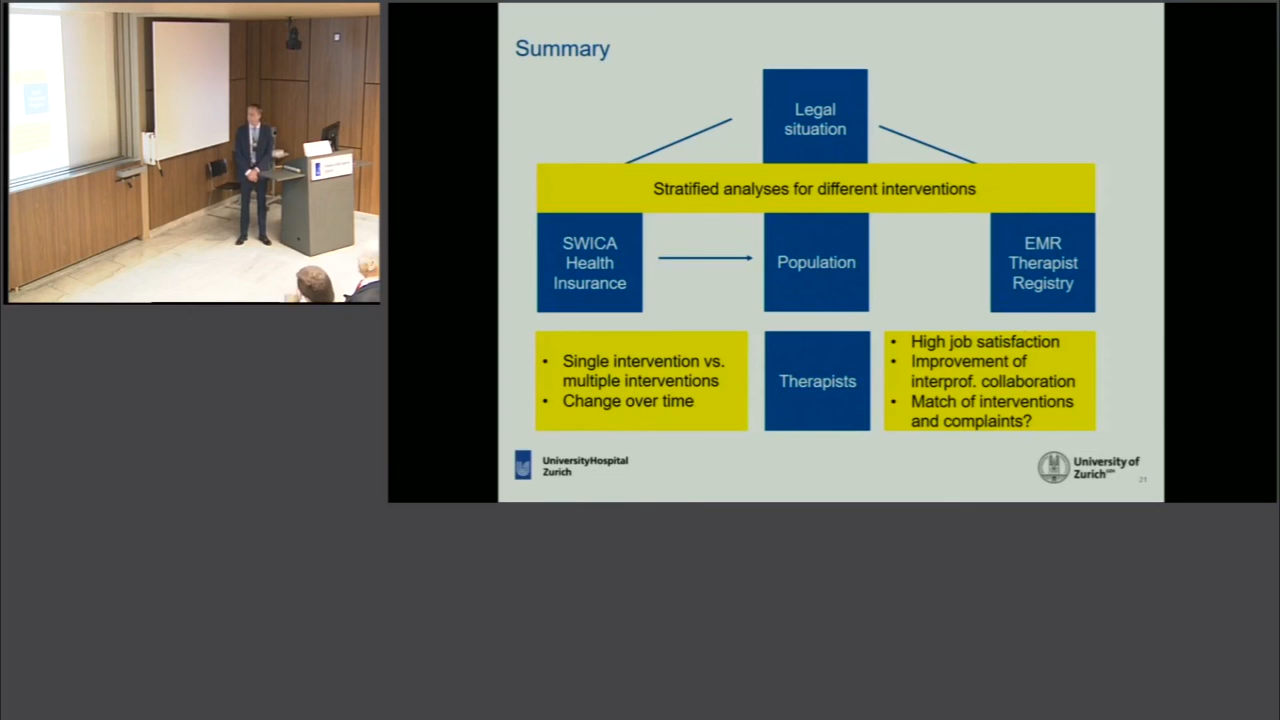 Summary
Legal
situation
Stratified analyses for different interventions
SWICA
Health
Insurance
Population
EMR
Therapist
Registry
• Single intervention vs.
multiple interventions
• Change over time
Therapists
• High job satisfaction
• Improvement of
interprof. collaboration
• Match of interventions
and complaints?
UniversityHospital
Zurich
University of
Zurich
21